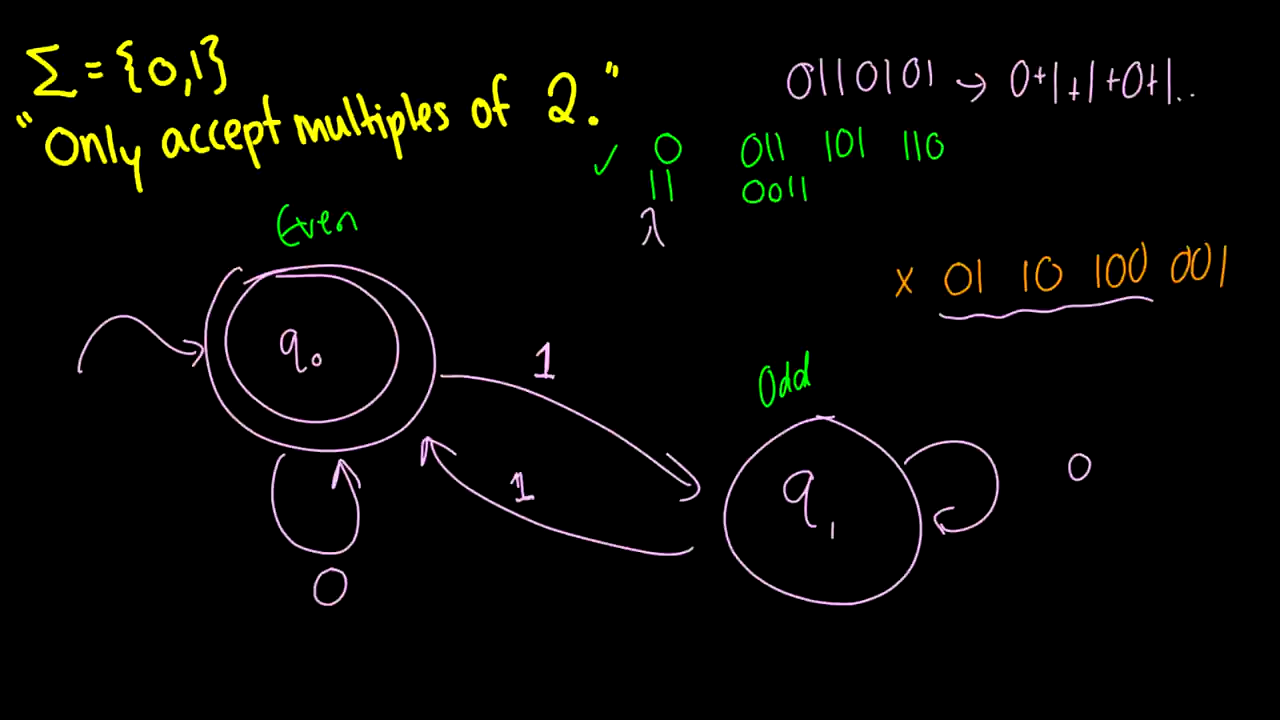 Σ = {0,1}
"Only accept multiples of 2."
0110101 → 0+1+1+0+1..
✓ 0 011 101 110
11 0011
λ
x 01 10 100 001
Even
q0
1
Odd
1
q1
0
0